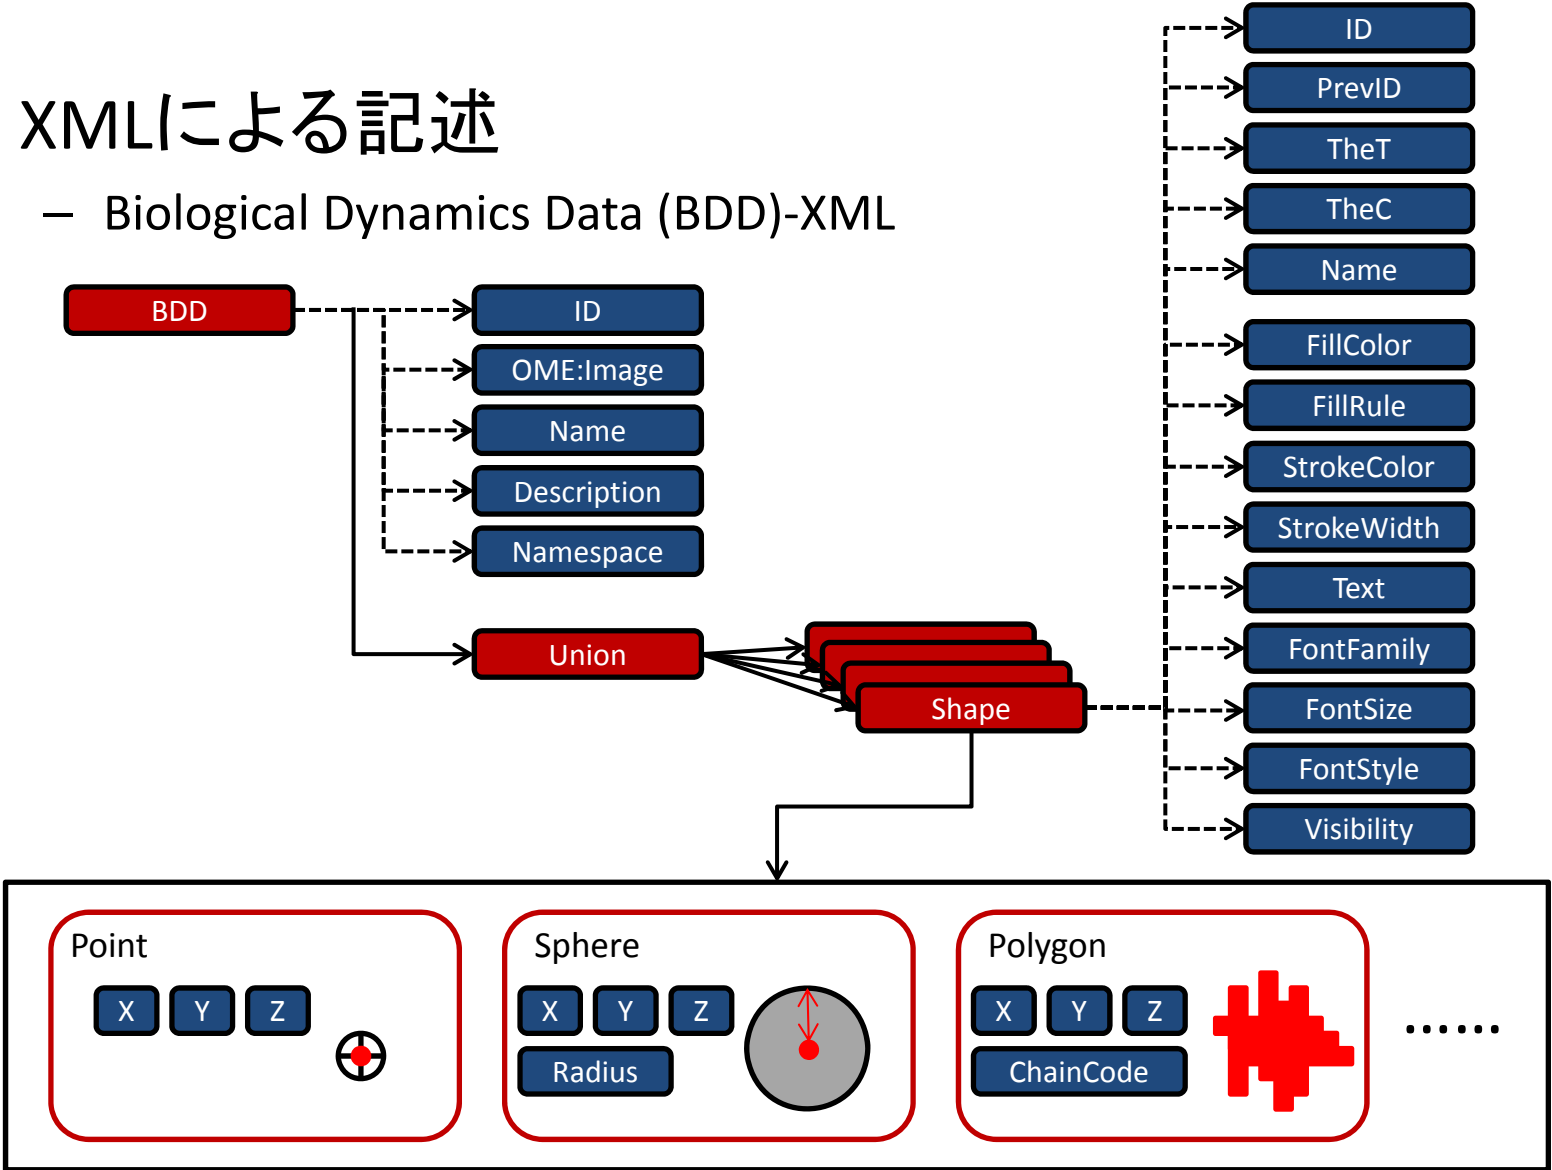 XMLによる記述
– Biological Dynamics Data (BDD)-XML
BDD
ID
OME:Image
Name
Description
Namespace
Union
Shape
ID
PrevID
TheT
TheC
Name
FillColor
FillRule
StrokeColor
StrokeWidth
Text
FontFamily
FontSize
FontStyle
Visibility
Point
X Y Z
Sphere
X Y Z
Radius
Polygon
X Y Z
ChainCode
·······